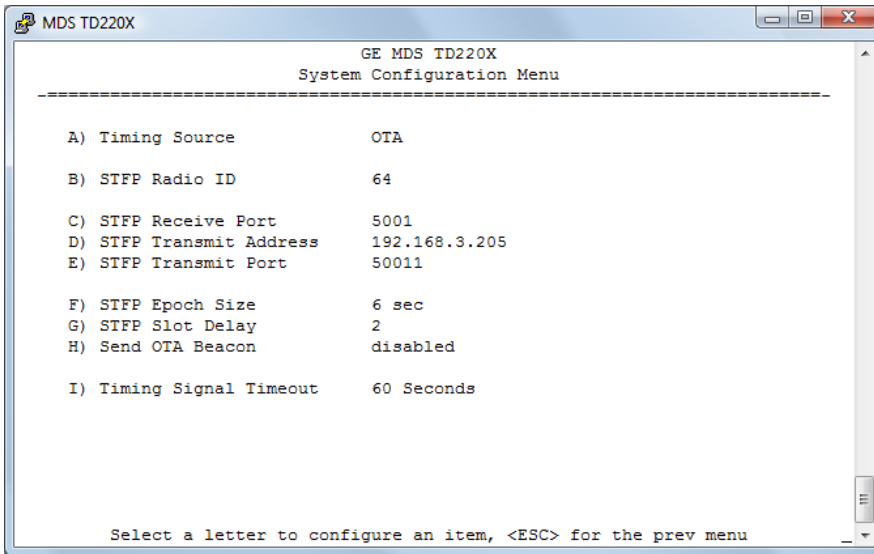 MDS TD220X
GE MDS TD220X
System Configuration Menu
A) Timing Source OTA
B) STFP Radio ID 64
C) STFP Receive Port 5001
D) STFP Transmit Address 192.168.3.205
E) STFP Transmit Port 50011
F) STFP Epoch Size 6 sec
G) STFP Slot Delay 2
H) Send OTA Beacon disabled
I) Timing Signal Timeout 60 Seconds
Select a letter to configure an item, <ESC> for the prev menu